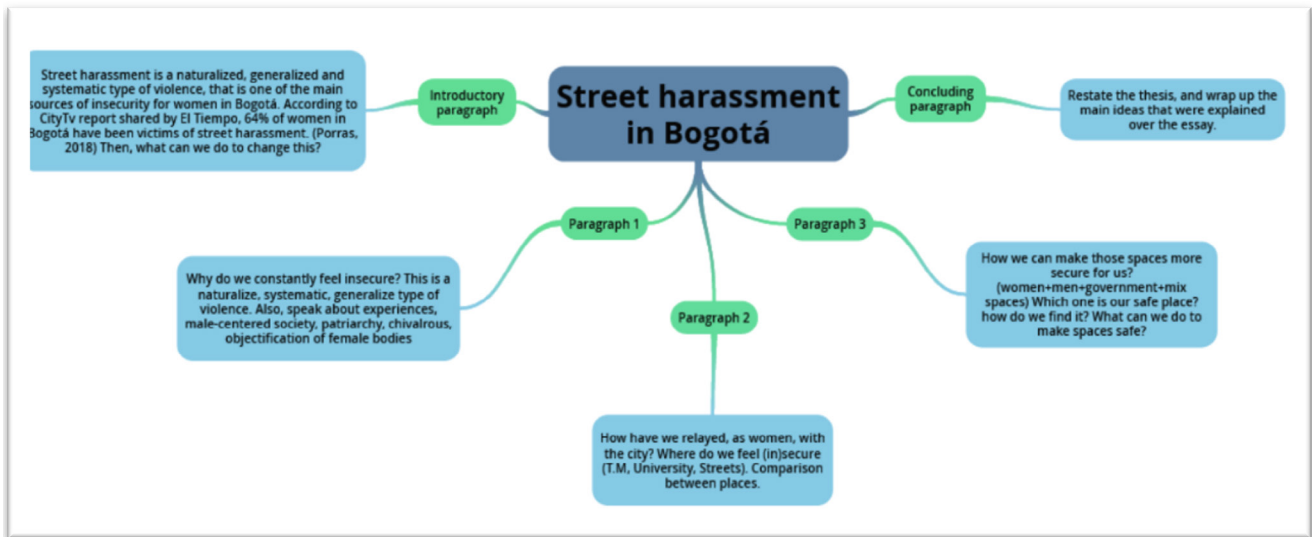 Street harassment
in Bogotá
Introductory
paragraph
Street harassment is a naturalized, generalized and
systematic type of violence, that is one of the main
sources of insecurity for women in Bogotá. According to
CityTv report shared by El Tiempo, 64% of women in
Bogotá have been victims of street harassment. (Porras,
2018) Then, what can we do to change this?
Paragraph 1
Why do we constantly feel insecure? This is a
naturalize, systematic, generalize type of
violence. Also, speak about experiences,
male-centered society, patriarchy, chivalrous,
objectification of female bodies
Paragraph 2
How have we relayed, as women, with
the city? Where do we feel (in)secure
(T.M, University, Streets). Comparison
between places.
Paragraph 3
How we can make those spaces more
secure for us?
(women+men+government+mix
spaces) Which one is our safe place?
how do we find it? What can we do to
make spaces safe?
Concluding
paragraph
Restate the thesis, and wrap up the
main ideas that were explained
over the essay.